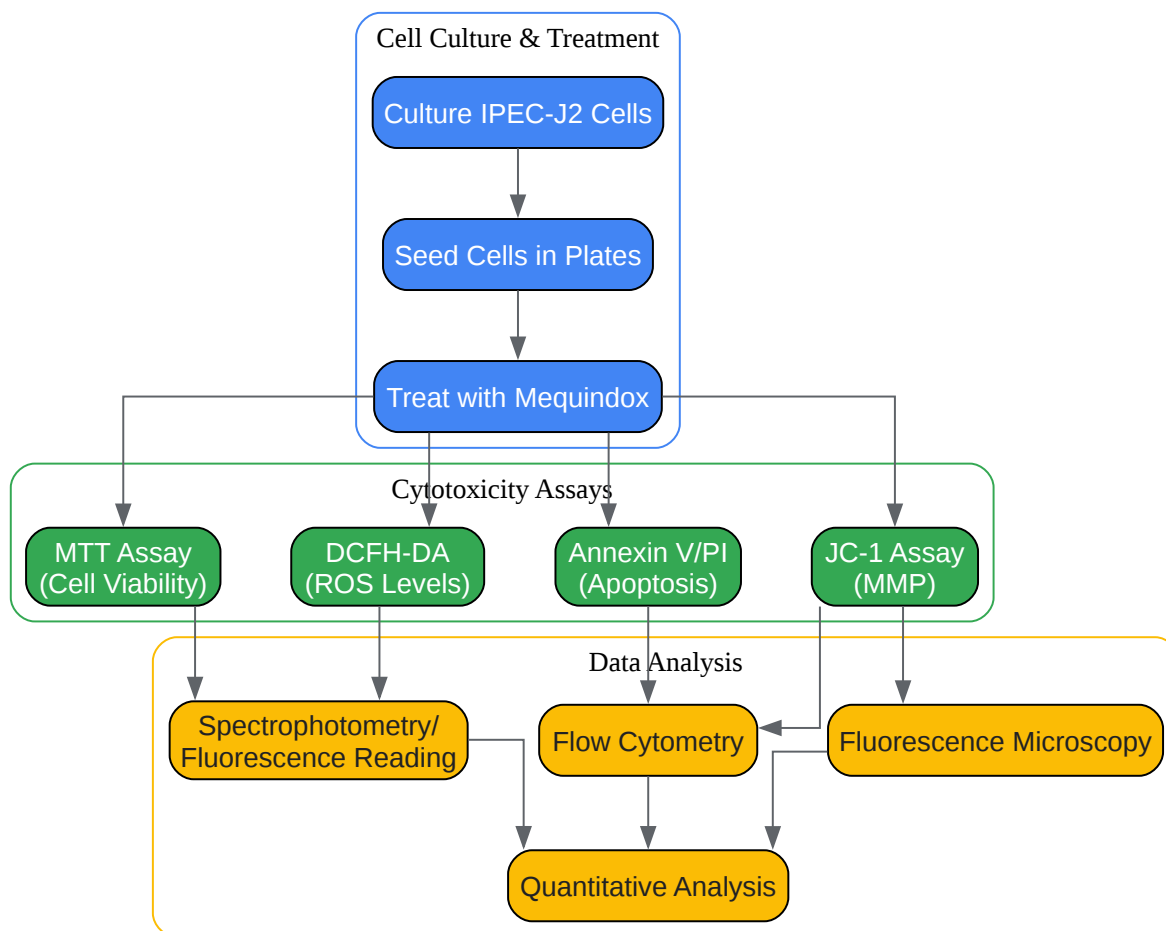 Cell Culture & Treatment
Culture IPEC-J2 Cells
Seed Cells in Plates
Treat with Mequindox
Cytotoxicity Assays
MTT Assay
(Cell Viability)
DCFH-DA
(ROS Levels)
Annexin V/PI
(Apoptosis)
JC-1 Assay
(MMP)
Data Analysis
Spectrophotometry/
Fluorescence Reading
Flow Cytometry
Fluorescence Microscopy
Quantitative Analysis